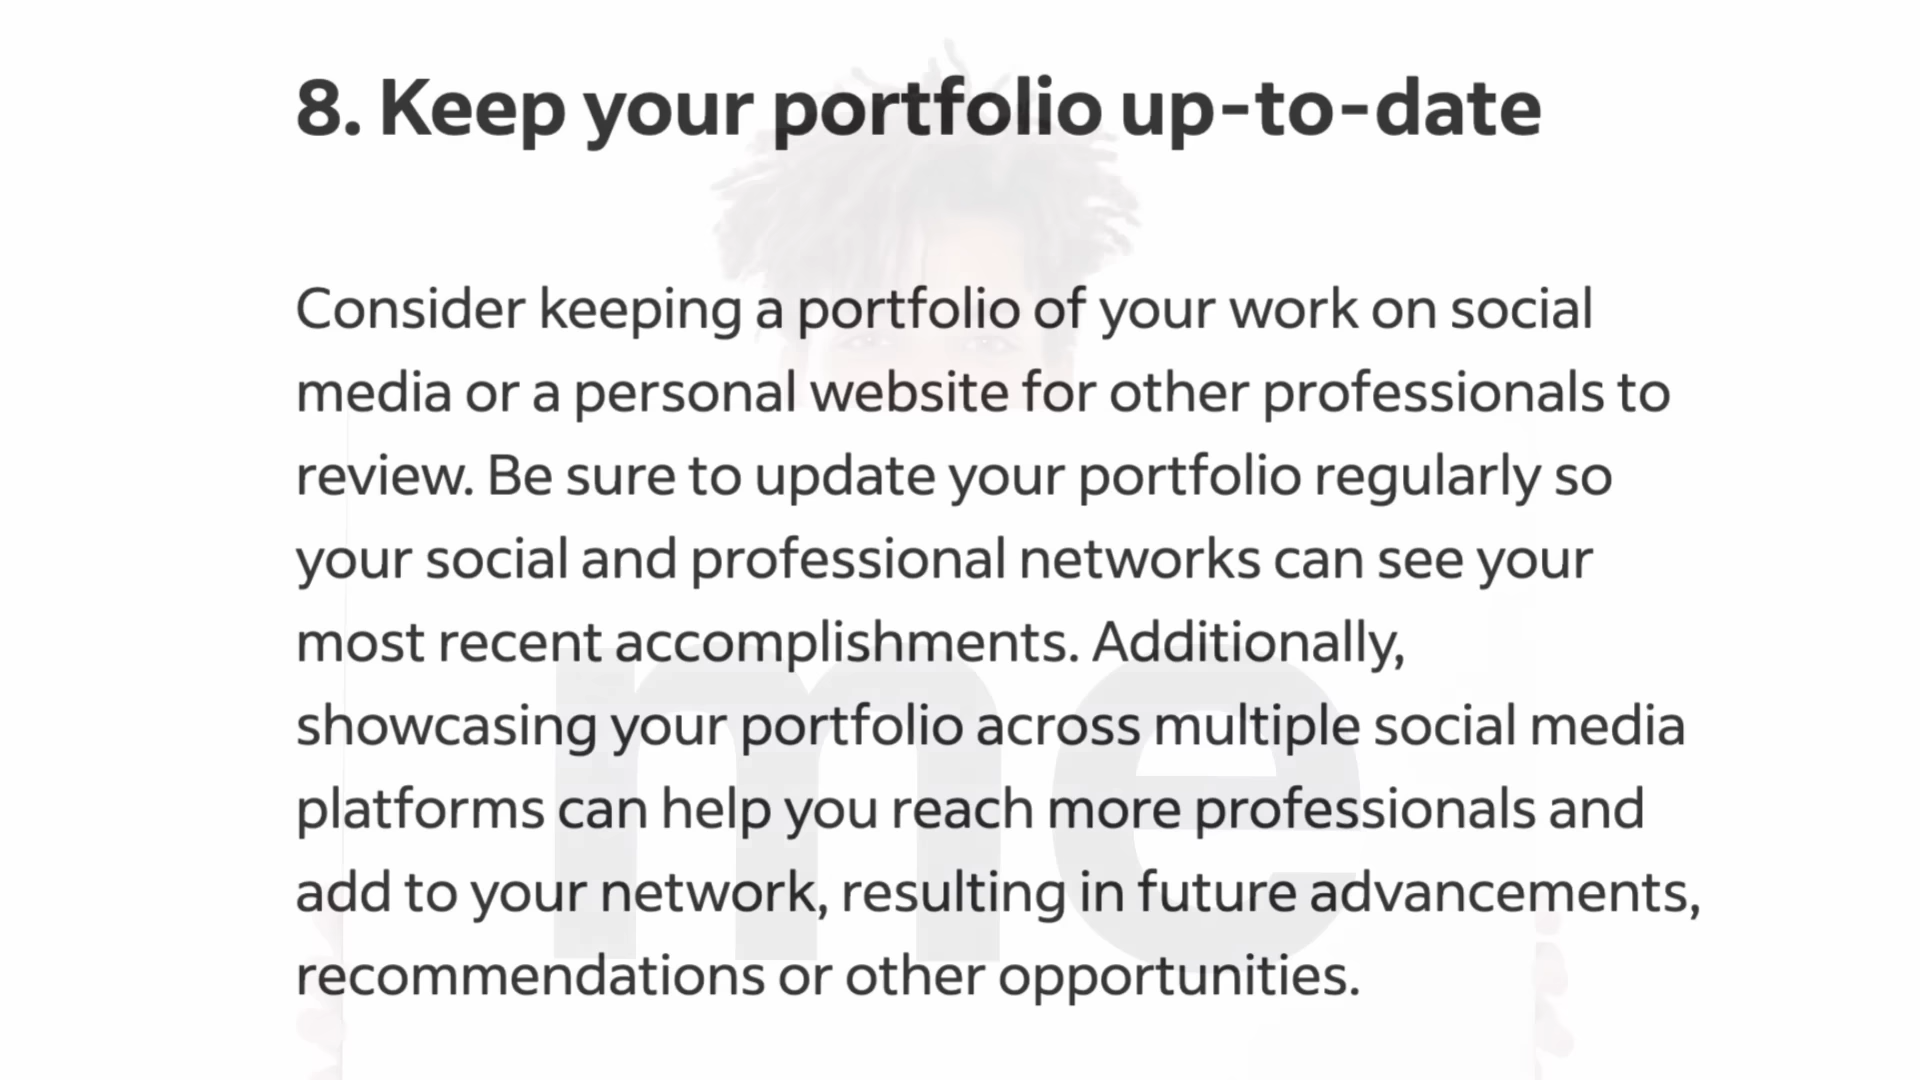 8. Keep your portfolio up-to-date
Consider keeping a portfolio of your work on social
media or a personal website for other professionals to
review. Be sure to update your portfolio regularly so
your social and professional networks can see your
most recent accomplishments. Additionally,
showcasing your portfolio across multiple social media
platforms can help you reach more professionals and
add to your network, resulting in future advancements,
recommendations or other opportunities.
me